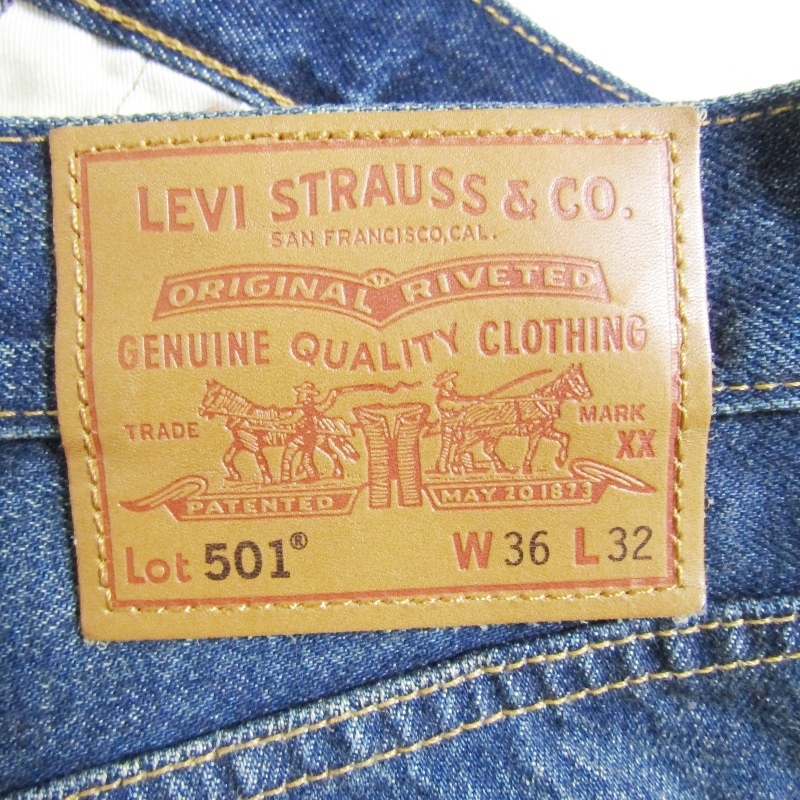 LEVI STRAUSS & CO.
SAN FRANCISCO, CAL.
ORIGINAL RIVETED
GENUINE QUALITY CLOTHING
TRADE MARK
XX
PATENTED MAY 20 1873
Lot 501® W 36 L 32